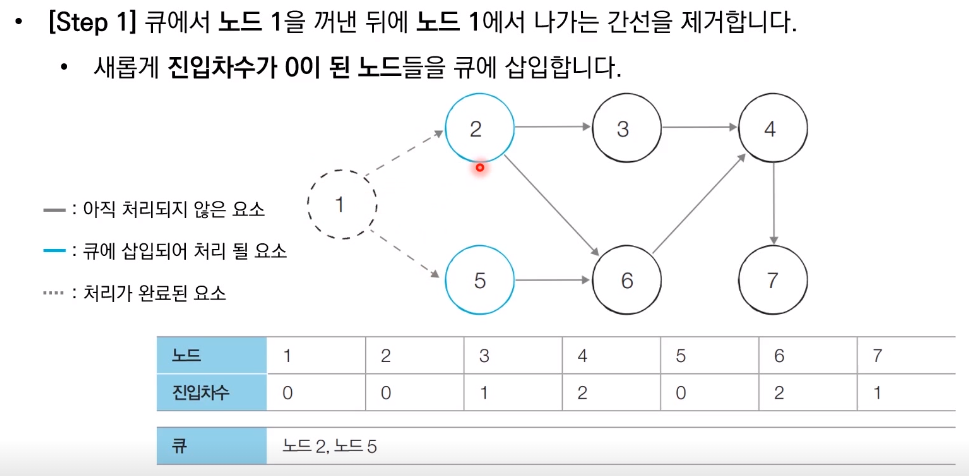 • [Step 1] 큐에서 노드 1을 꺼낸 뒤에 노드 1에서 나가는 간선을 제거합니다.
• 새롭게 진입차수가 0이 된 노드들을 큐에 삽입합니다.
2 3 4
1
: 아직 처리되지 않은 요소
: 큐에 삽입되어 처리 될 요소
: 처리가 완료된 요소
5 6 7
노드 1 2 3 4 5 6 7
진입차수 0 0 1 2 0 2 1
큐 노드 2, 노드 5